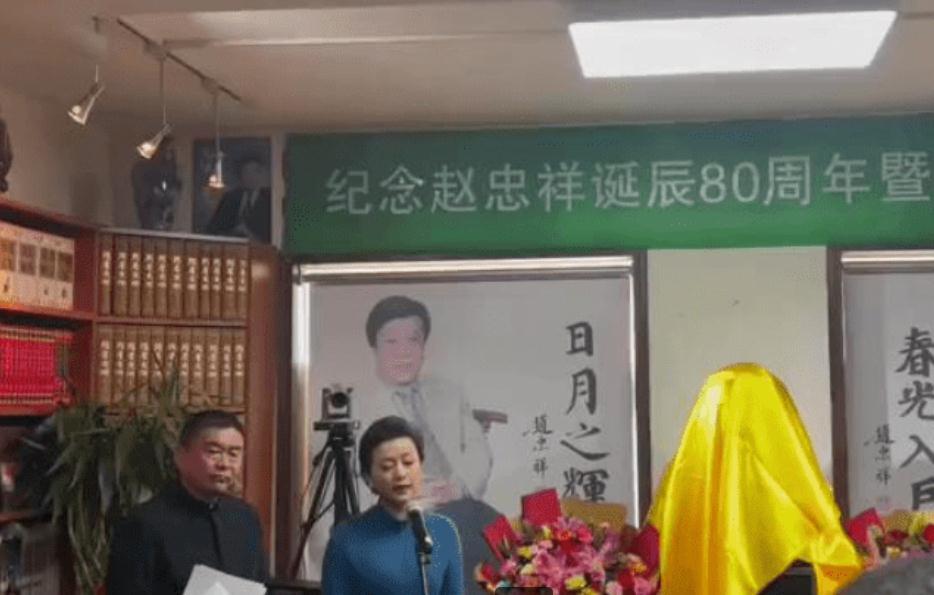 纪念赵忠祥诞辰80周年暨
日月之輝
趙忠祥
春光入
趙忠祥